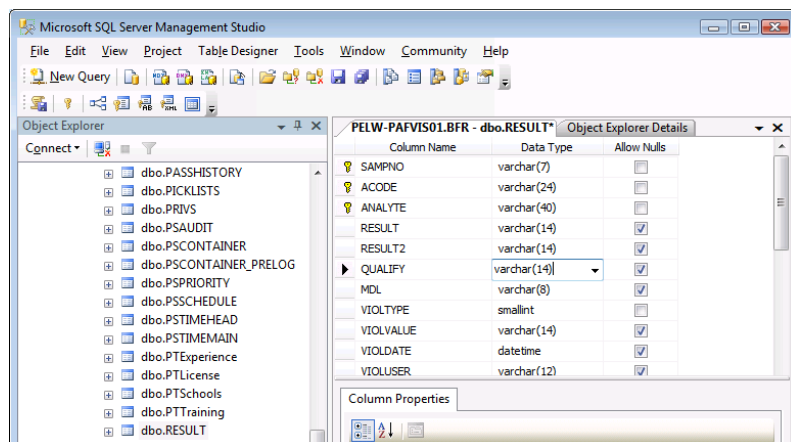 Microsoft SQL Server Management Studio
File Edit View Project Table Designer Tools Window Community Help
New Query
Object Explorer
Connect
dbo.PASSHISTORY
dbo.PICKLISTS
dbo.PRIVS
dbo.PSAUDIT
dbo.PSCONTAINER
dbo.PSCONTAINER_PRELOG
dbo.PSPRIORITY
dbo.PSSCHEDULE
dbo.PSTIMEHEAD
dbo.PSTIMEMAIN
dbo.PTExperience
dbo.PTLicense
dbo.PTSchools
dbo.PTTraining
dbo.RESULT
PELW-PAFVIS01.BFR - dbo.RESULT* Object Explorer Details
Column Name Data Type Allow Nulls
SAMPNO varchar(7)
ACODE varchar(24)
ANALYTE varchar(40)
RESULT varchar(14)
RESULT2 varchar(14)
QUALIFY varchar(14)
MDL varchar(8)
VIOLTYPE smallint
VIOLVALUE varchar(14)
VIOLDATE datetime
VIOLUSER varchar(12)
Column Properties